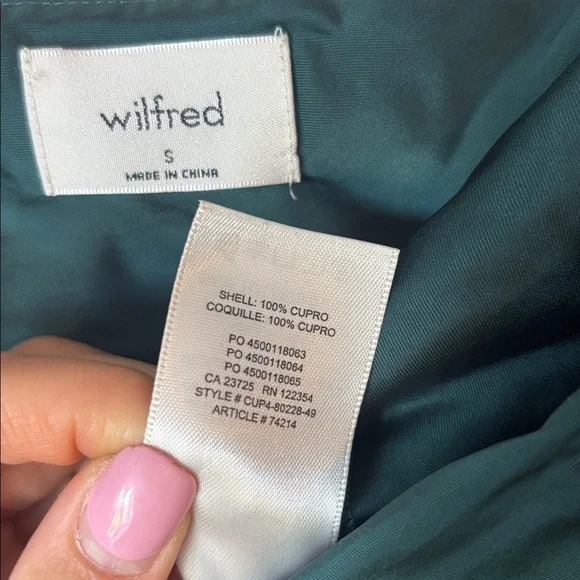 wilfred
S
MADE IN CHINA
SHELL: 100% CUPRO
COQUILLE: 100% CUPRO
PO 4500118063
PO 4500118064
PO 4500118065
CA 23725 RN 122354
STYLE # CUP4-80228-49
ARTICLE # 74214